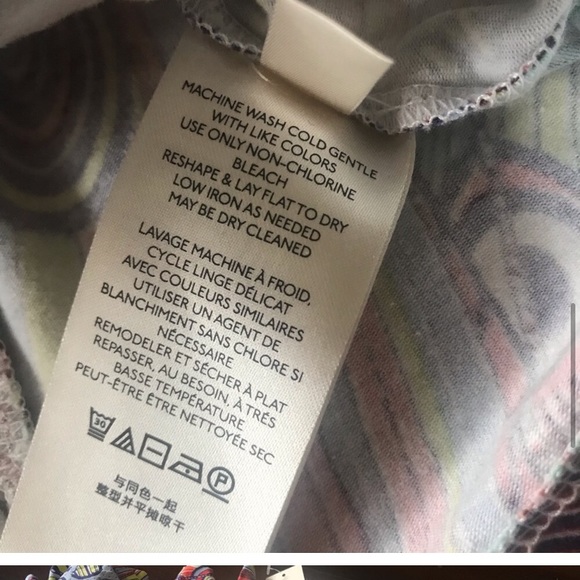 MACHINE WASH COLD GENTLE
WITH LIKE COLORS
USE ONLY NON-CHLORINE
BLEACH
RESHAPE & LAY FLAT TO DRY
LOW IRON AS NEEDED
MAY BE DRY CLEANED
LAVAGE MACHINE À FROID,
CYCLE LINGE DÉLICAT
AVEC COULEURS SIMILAIRES
UTILISER UN AGENT DE
BLANCHIMENT SANS CHLORE SI
NÉCESSAIRE
REMODELER ET SÉCHER À PLAT
REPASSER, AU BESOIN, À TRÉS
BASSE TEMPÉRATURE
PEUT-ÊTRE ÊTRE NETTOYÉE SEC
30 P
与同色一起
整型并平摊晾干